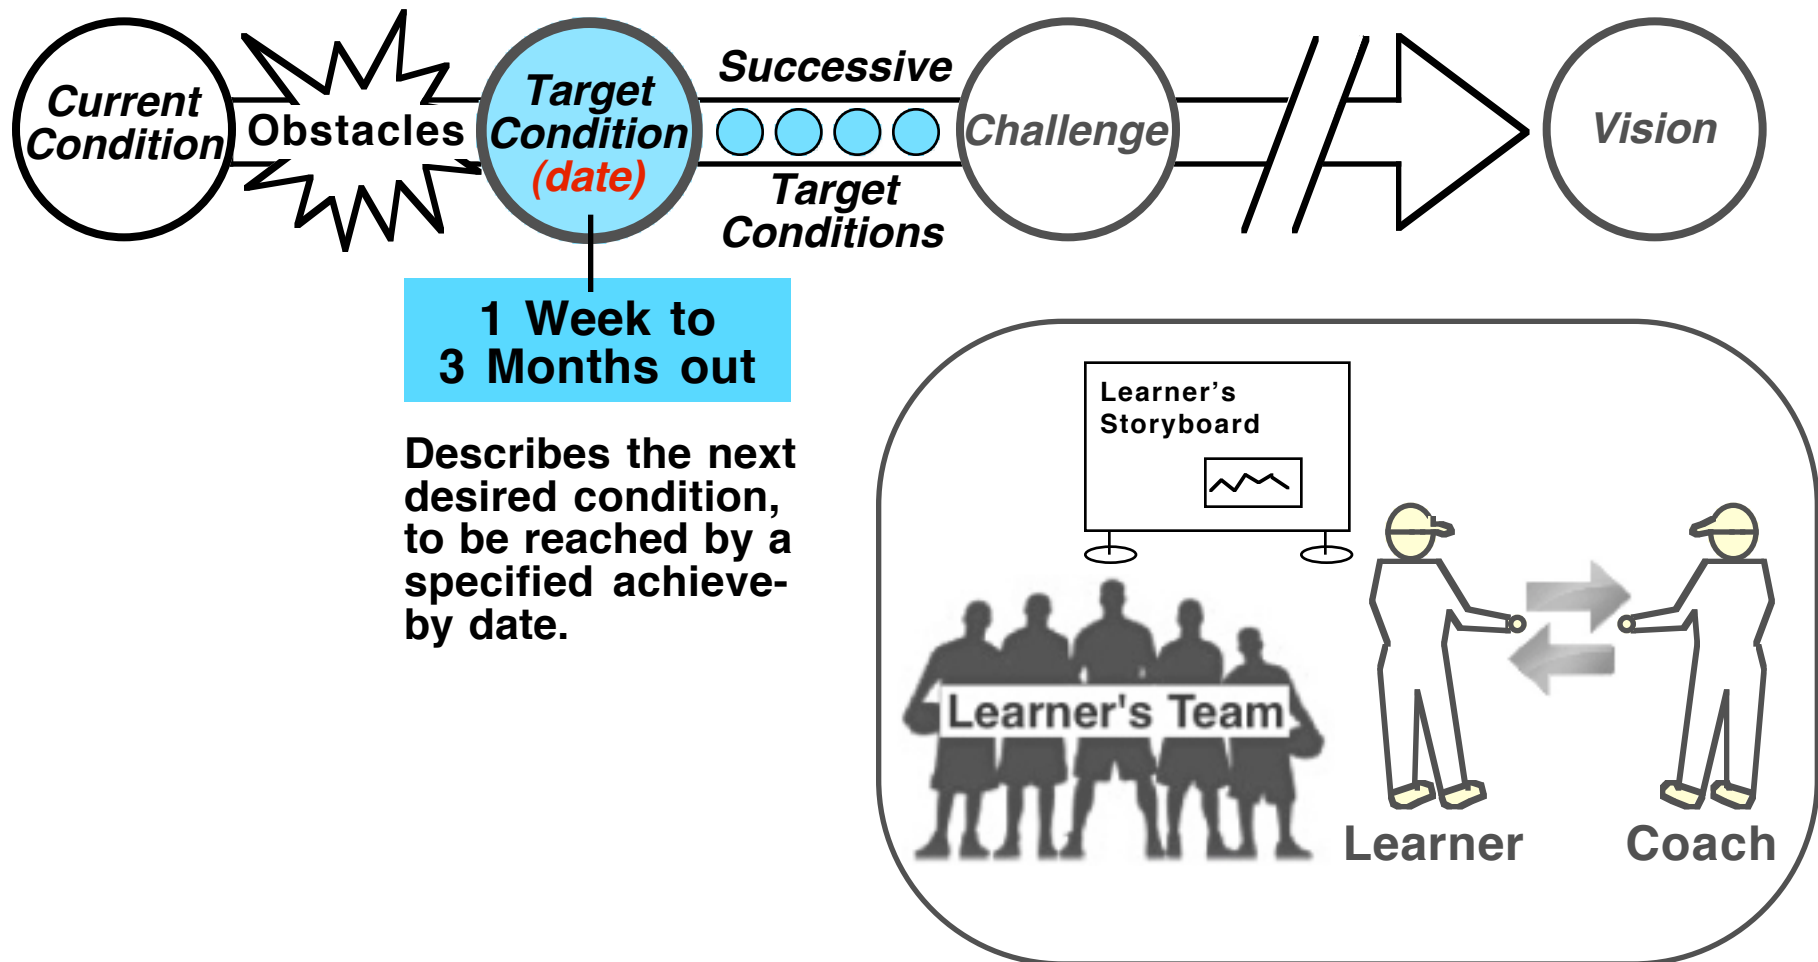 Current
Condition
Obstacles
Target
Condition
(date)
Successive
Target
Conditions
Challenge
Vision
1 Week to
3 Months out
Describes the next
desired condition,
to be reached by a
specified achieve-
by date.
Learner’s
Storyboard
Learner's Team
Learner
Coach